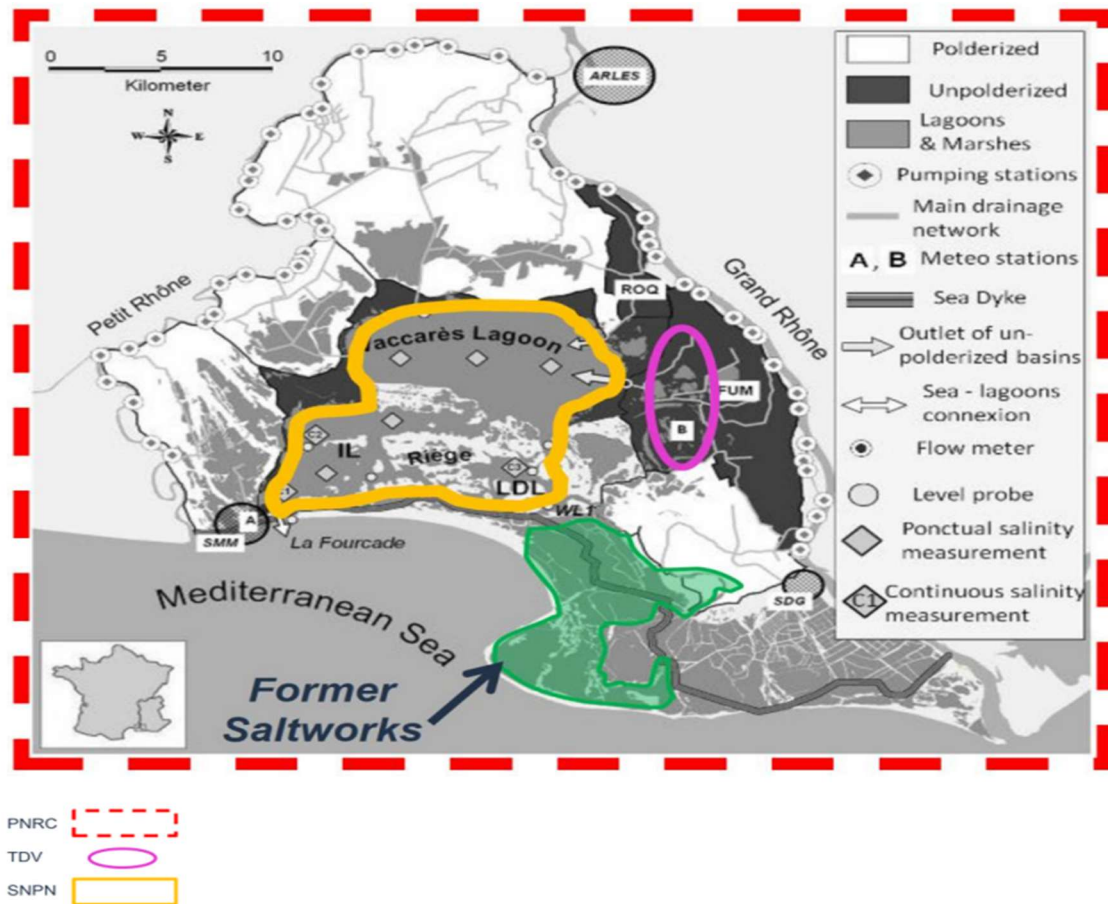 0 5 10
Kilometer
N
W E
S
ARLES
Petit Rhône
Grand Rhône
ROQ
Vaccarès Lagoon
FUM
B
IL
Riège
LDL
WL1
A
SMM
La Fourcade
SDG
Mediterranean Sea
Former
Saltworks
Polderized
Unpolderized
Lagoons
& Marshes
Pumping stations
Main drainage
network
A, B Meteo stations
Sea Dyke
Outlet of un-
polderized basins
Sea - lagoons
connexion
Flow meter
Level probe
Ponctual salinity
measurement
Continuous salinity
C1 measurement
PNRC
TDV
SNPN